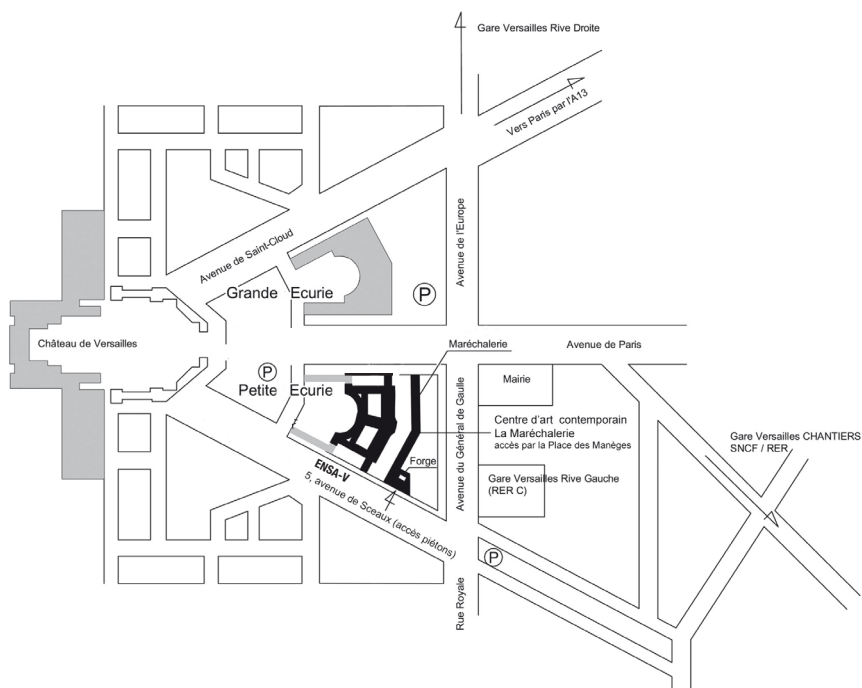 Gare Versailles Rive Droite
Vers Paris par l'A13
Avenue de l'Europe
Avenue de Saint-Cloud
Grande Ecurie
P
Château de Versailles
Maréchalerie
Avenue de Paris
P
Petite Ecurie
Mairie
Avenue du Général de Gaulle
Centre d'art contemporain
La Maréchalerie
accès par la Place des Manèges
Gare Versailles CHANTIERS
SNCF / RER
Forge
ENSA-V
5, avenue de Sceaux (accès piétons)
Gare Versailles Rive Gauche
(RER C)
P
Rue Royale